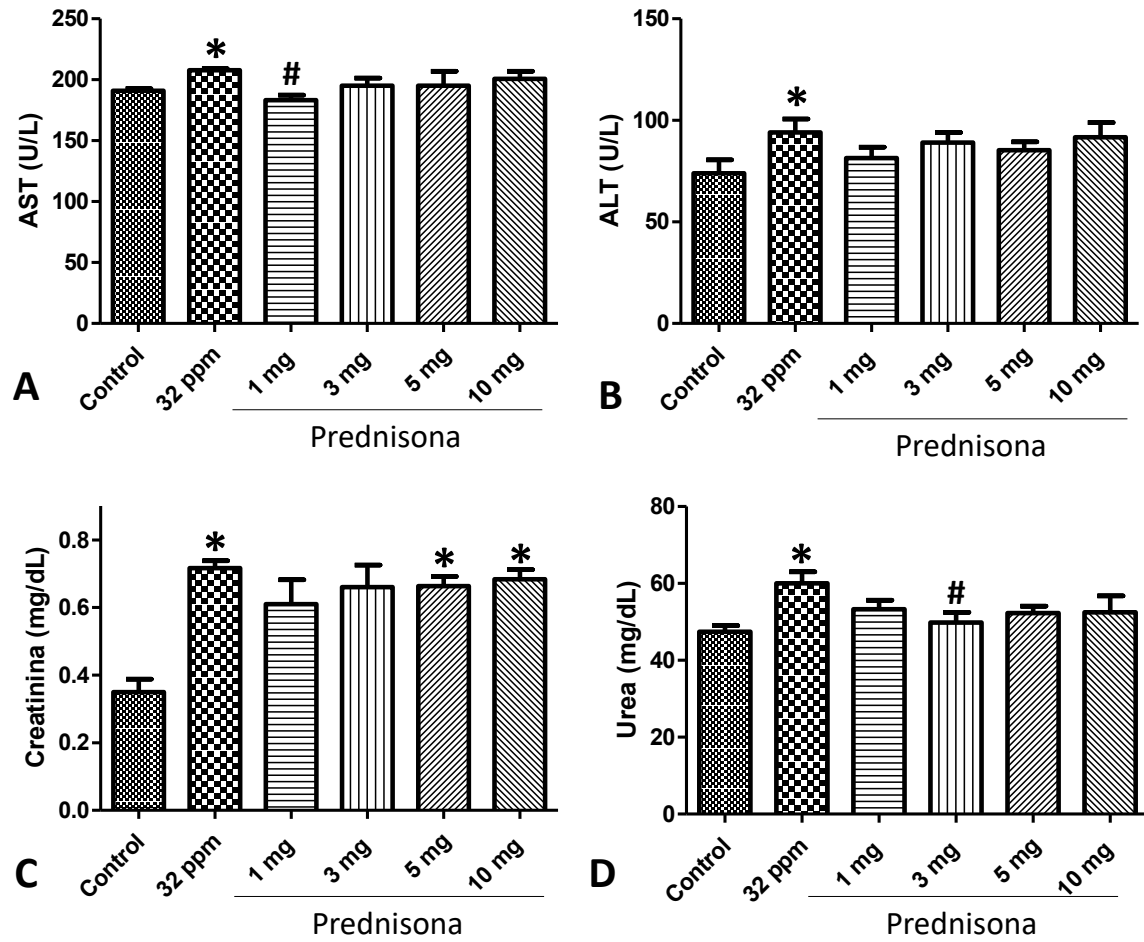 AST (U/L)
250
200
150
100
50
0
*
#
Control
32 ppm
1 mg
3 mg
5 mg
10 mg
A
Prednisona
ALT (U/L)
150
100
50
0
*
Control
32 ppm
1 mg
3 mg
5 mg
10 mg
B
Prednisona
Creatinina (mg/dL)
0.8
0.6
0.4
0.2
0.0
*
*
*
Control
32 ppm
1 mg
3 mg
5 mg
10 mg
C
Prednisona
Urea (mg/dL)
80
60
40
20
0
*
#
Control
32 ppm
1 mg
3 mg
5 mg
10 mg
D
Prednisona